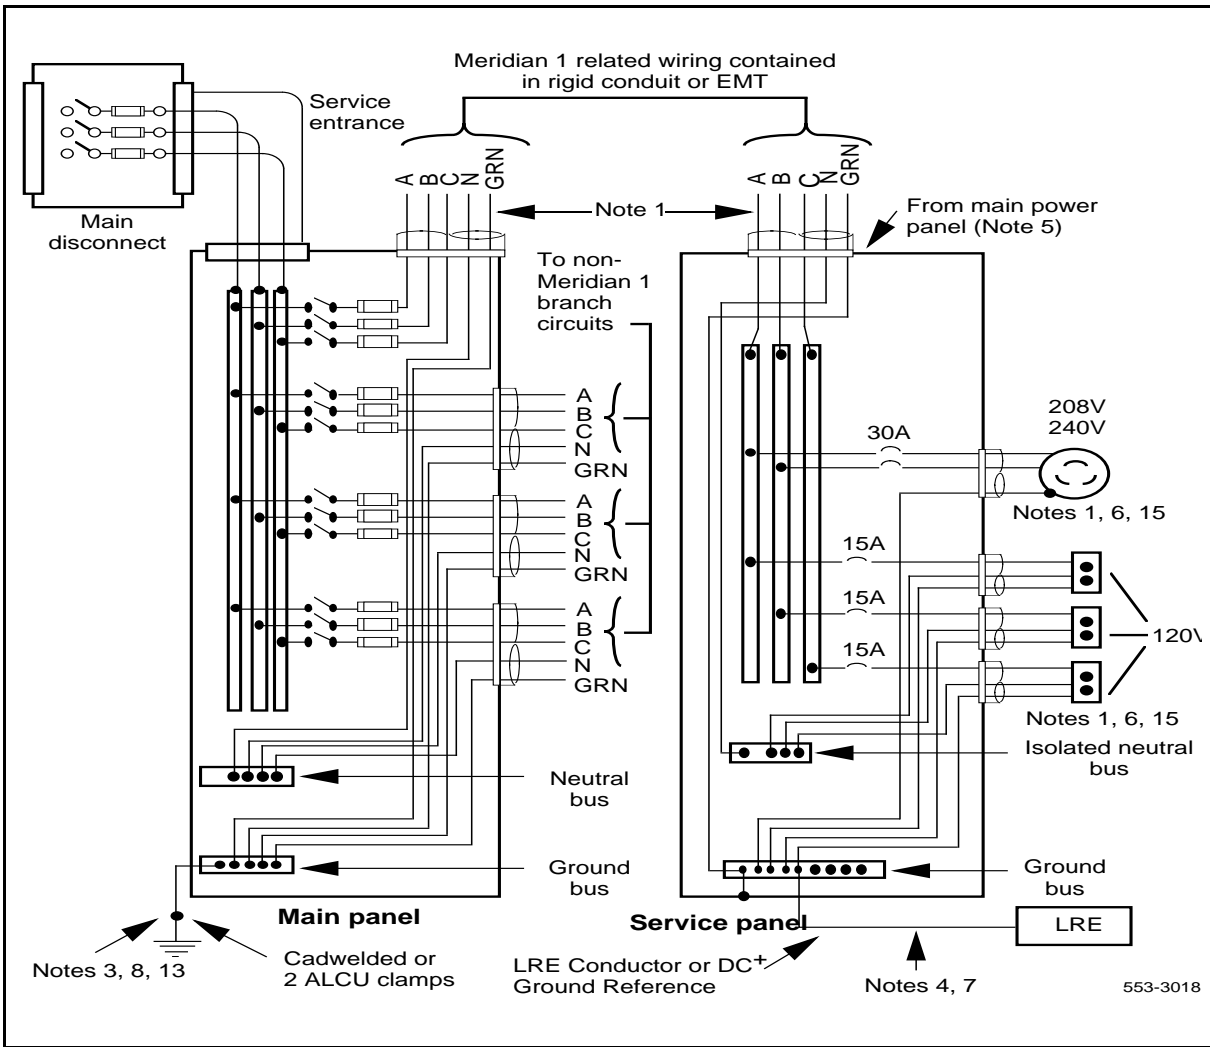 Meridian 1 related wiring contained
in rigid conduit or EMT
Service
entrance
Main
disconnect
A
B
C
N
GRN
Note 1
A
B
C
N
GRN
From main power
panel (Note 5)
To non-
Meridian 1
branch
circuits
A
B
C
N
GRN
A
B
C
N
GRN
A
B
C
N
GRN
208V
240V
30A
Notes 1, 6, 15
15A
15A
15A
120V
Notes 1, 6, 15
Isolated neutral
bus
Neutral
bus
Ground
bus
Ground
bus
Main panel
Service panel
LRE
Notes 3, 8, 13
Cadwelded or
2 ALCU clamps
LRE Conductor or DC+
Ground Reference
Notes 4, 7
553-3018